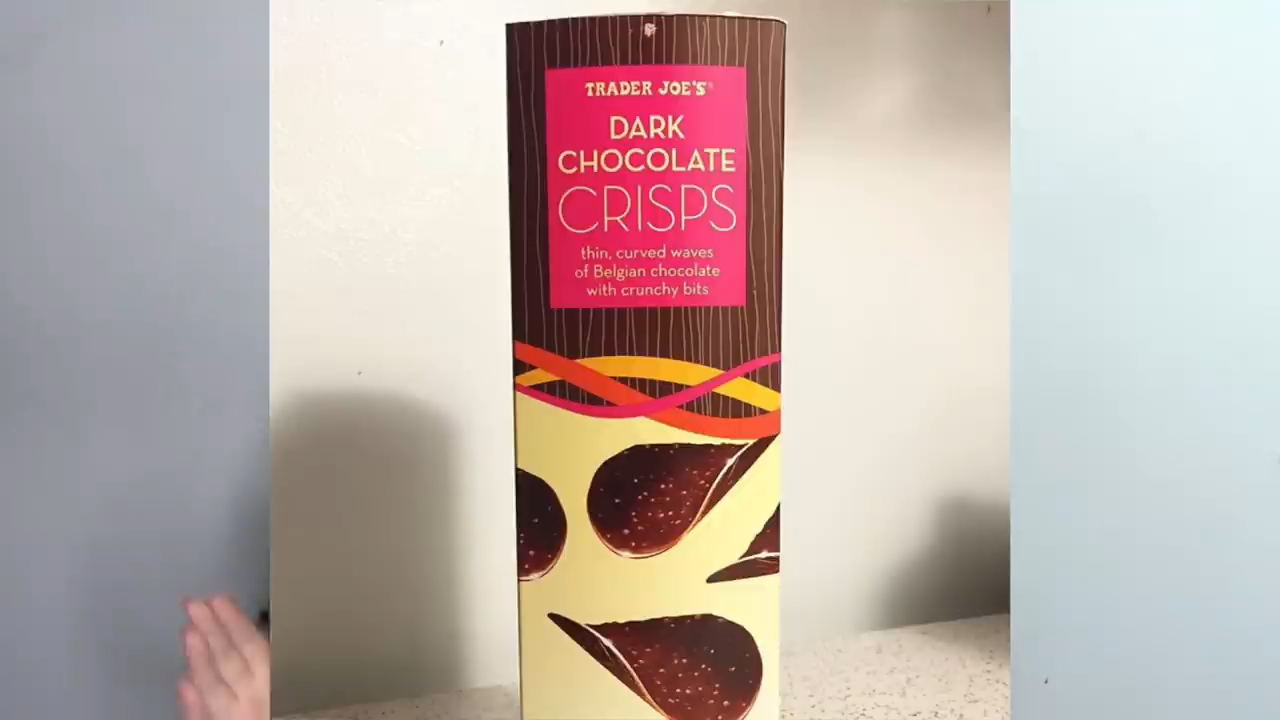 TRADER JOE'S®
DARK
CHOCOLATE
CRISPS
thin, curved waves
of Belgian chocolate
with crunchy bits